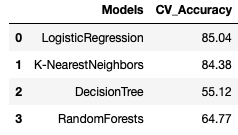 Models CV_Accuracy
0 LogisticRegression 85.04
1 K-NearestNeighbors 84.38
2 DecisionTree 55.12
3 RandomForests 64.77